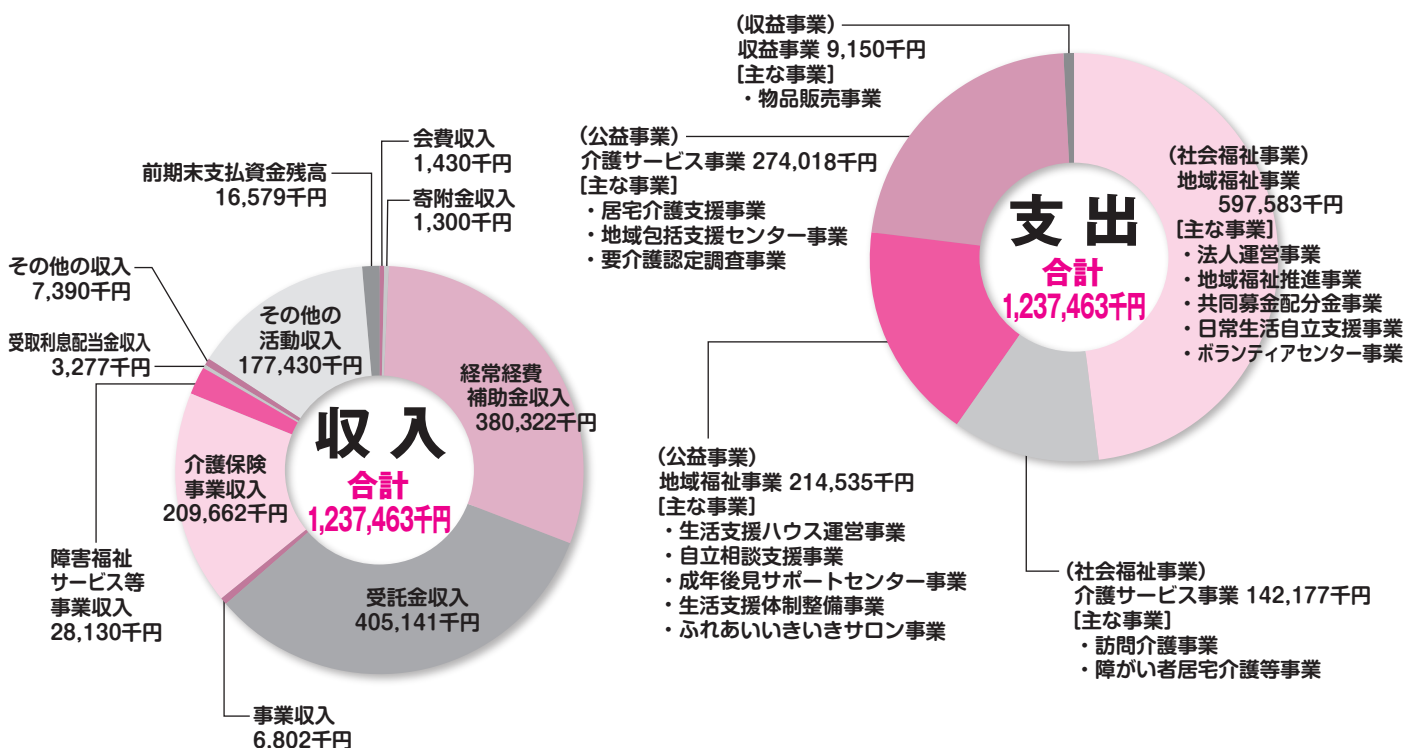 会費収入
1,430千円
寄附金収入
1,300千円
前期末支払資金残高
16,579千円
その他の収入
7,390千円
受取利息配当金収入
3,277千円
その他の
活動収入
177,430千円
経常経費
補助金収入
380,322千円
介護保険
事業収入
209,662千円
収入
合計
1,237,463千円
障害福祉
サービス等
事業収入
28,130千円
受託金収入
405,141千円
事業収入
6,802千円
(収益事業)
収益事業 9,150千円
[主な事業]
・物品販売事業
(公益事業)
介護サービス事業 274,018千円
[主な事業]
・居宅介護支援事業
・地域包括支援センター事業
・要介護認定調査事業
支出
合計
1,237,463千円
(社会福祉事業)
地域福祉事業
597,583千円
[主な事業]
・法人運営事業
・地域福祉推進事業
・共同募金配分金事業
・日常生活自立支援事業
・ボランティアセンター事業
(公益事業)
地域福祉事業 214,535千円
[主な事業]
・生活支援ハウス運営事業
・自立相談支援事業
・成年後見サポートセンター事業
・生活支援体制整備事業
・ふれあいいきいきサロン事業
(社会福祉事業)
介護サービス事業 142,177千円
[主な事業]
・訪問介護事業
・障がい者居宅介護等事業